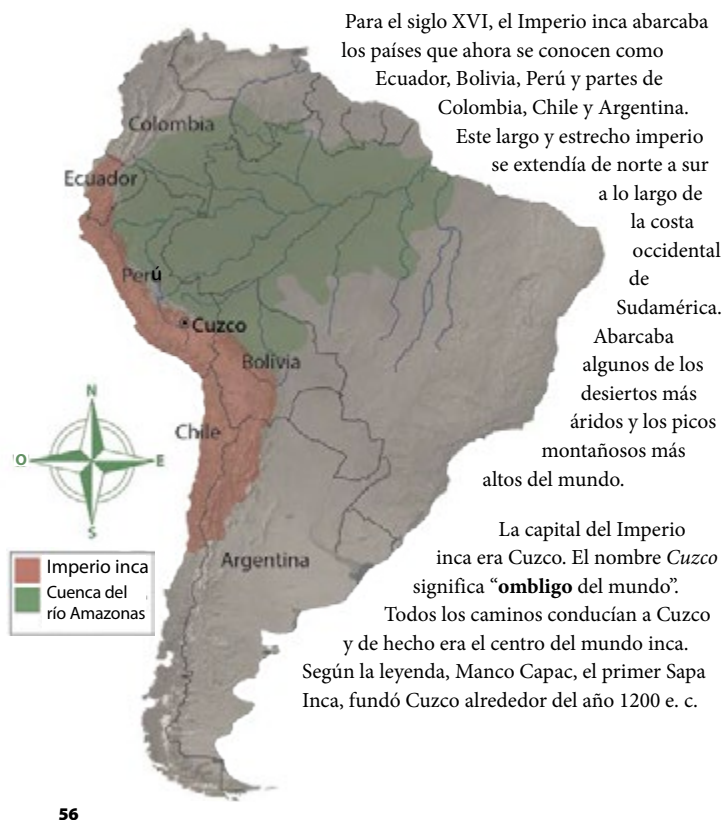 Para el siglo XVI, el Imperio inca abarcaba
los países que ahora se conocen como
Ecuador, Bolivia, Perú y partes de
Colombia, Chile y Argentina.
Este largo y estrecho imperio
se extendía de norte a sur
a lo largo de
la costa
occidental
de
Sudamérica.
Abarcaba
algunos de los
desiertos más
áridos y los picos
montañosos más
altos del mundo.
La capital del Imperio
inca era Cuzco. El nombre Cuzco
significa “ombligo del mundo”.
Todos los caminos conducían a Cuzco
y de hecho era el centro del mundo inca.
Según la leyenda, Manco Capac, el primer Sapa
Inca, fundó Cuzco alrededor del año 1200 e. c.
Colombia
Ecuador
Perú
Cuzco
Bolivia
Chile
Argentina
N
O
E
S
Imperio inca
Cuenca del
río Amazonas
56